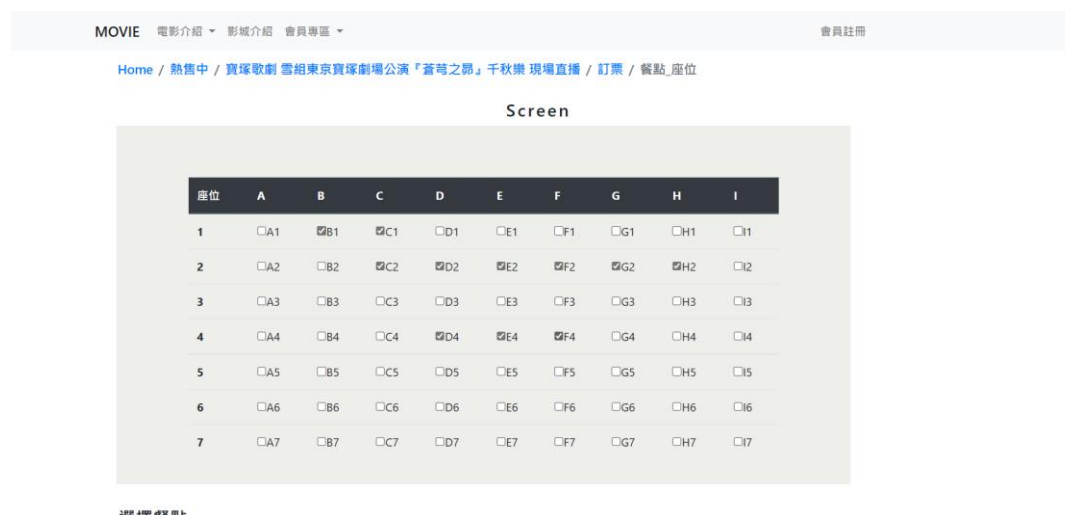 MOVIE 電影介紹 影城介紹 會員專區 會員註冊
Home / 熱售中 / 寶塚歌劇 雪組東京寶塚劇場公演『蒼芎之昴』千秋樂 現場直播 / 訂票 / 餐點_座位
Screen
座位 A B C D E F G H I
1 A1 B1 C1 D1 E1 F1 G1 H1 I1
2 A2 B2 C2 D2 E2 F2 G2 H2 I2
3 A3 B3 C3 D3 E3 F3 G3 H3 I3
4 A4 B4 C4 D4 E4 F4 G4 H4 I4
5 A5 B5 C5 D5 E5 F5 G5 H5 I5
6 A6 B6 C6 D6 E6 F6 G6 H6 I6
7 A7 B7 C7 D7 E7 F7 G7 H7 I7